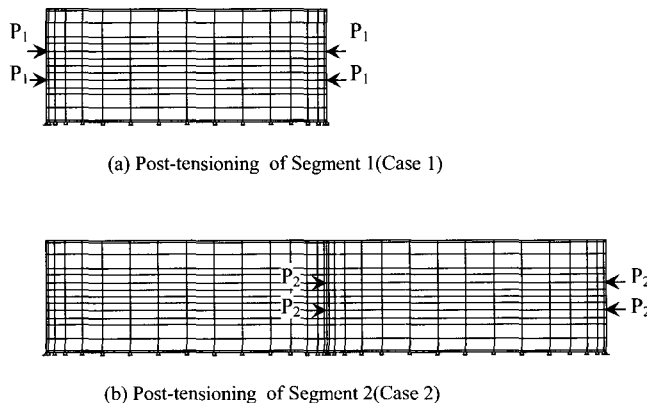 P₁ P₁
P₁ P₁
(a) Post-tensioning of Segment 1(Case 1)
P₂ P₂
P₂ P₂
(b) Post-tensioning of Segment 2(Case 2)